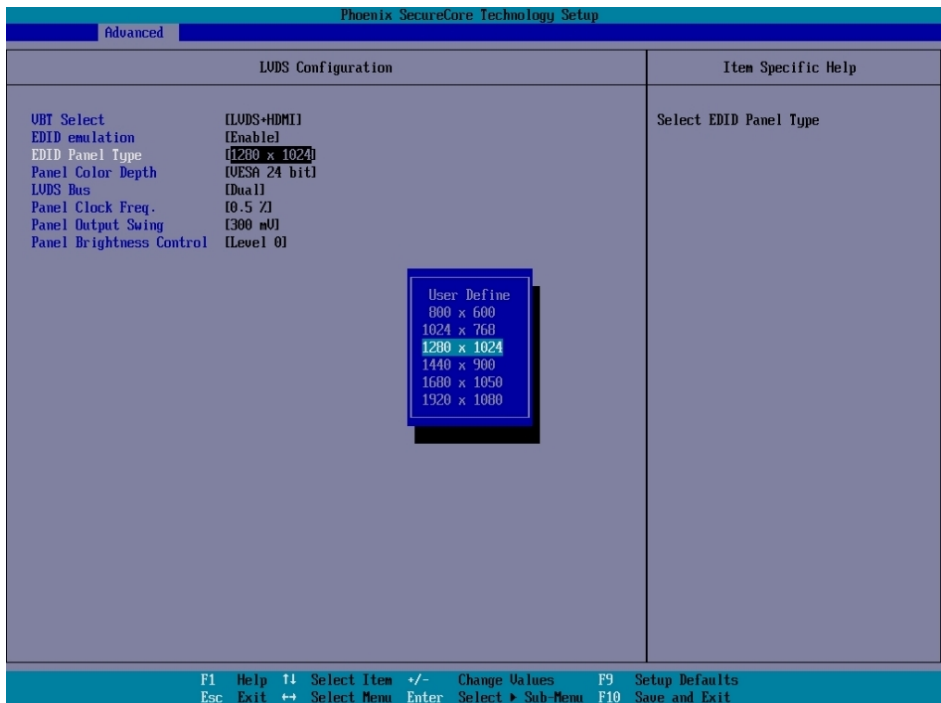 Phoenix SecureCore Technology Setup
Advanced
LVDS Configuration
Item Specific Help
VBT Select [LVDS+HDMI]
EDID emulation [Enable]
EDID Panel Type [1280 x 1024]
Panel Color Depth [VESA 24 bit]
LVDS Bus [Dual]
Panel Clock Freq. [0.5 %]
Panel Output Swing [300 mV]
Panel Brightness Control [Level 0]
Select EDID Panel Type
User Define
800 x 600
1024 x 768
1280 x 1024
1440 x 900
1680 x 1050
1920 x 1080
F1 Help ↑↓ Select Item +/- Change Values F9 Setup Defaults
Esc Exit ↔ Select Menu Enter Select ▶ Sub-Menu F10 Save and Exit